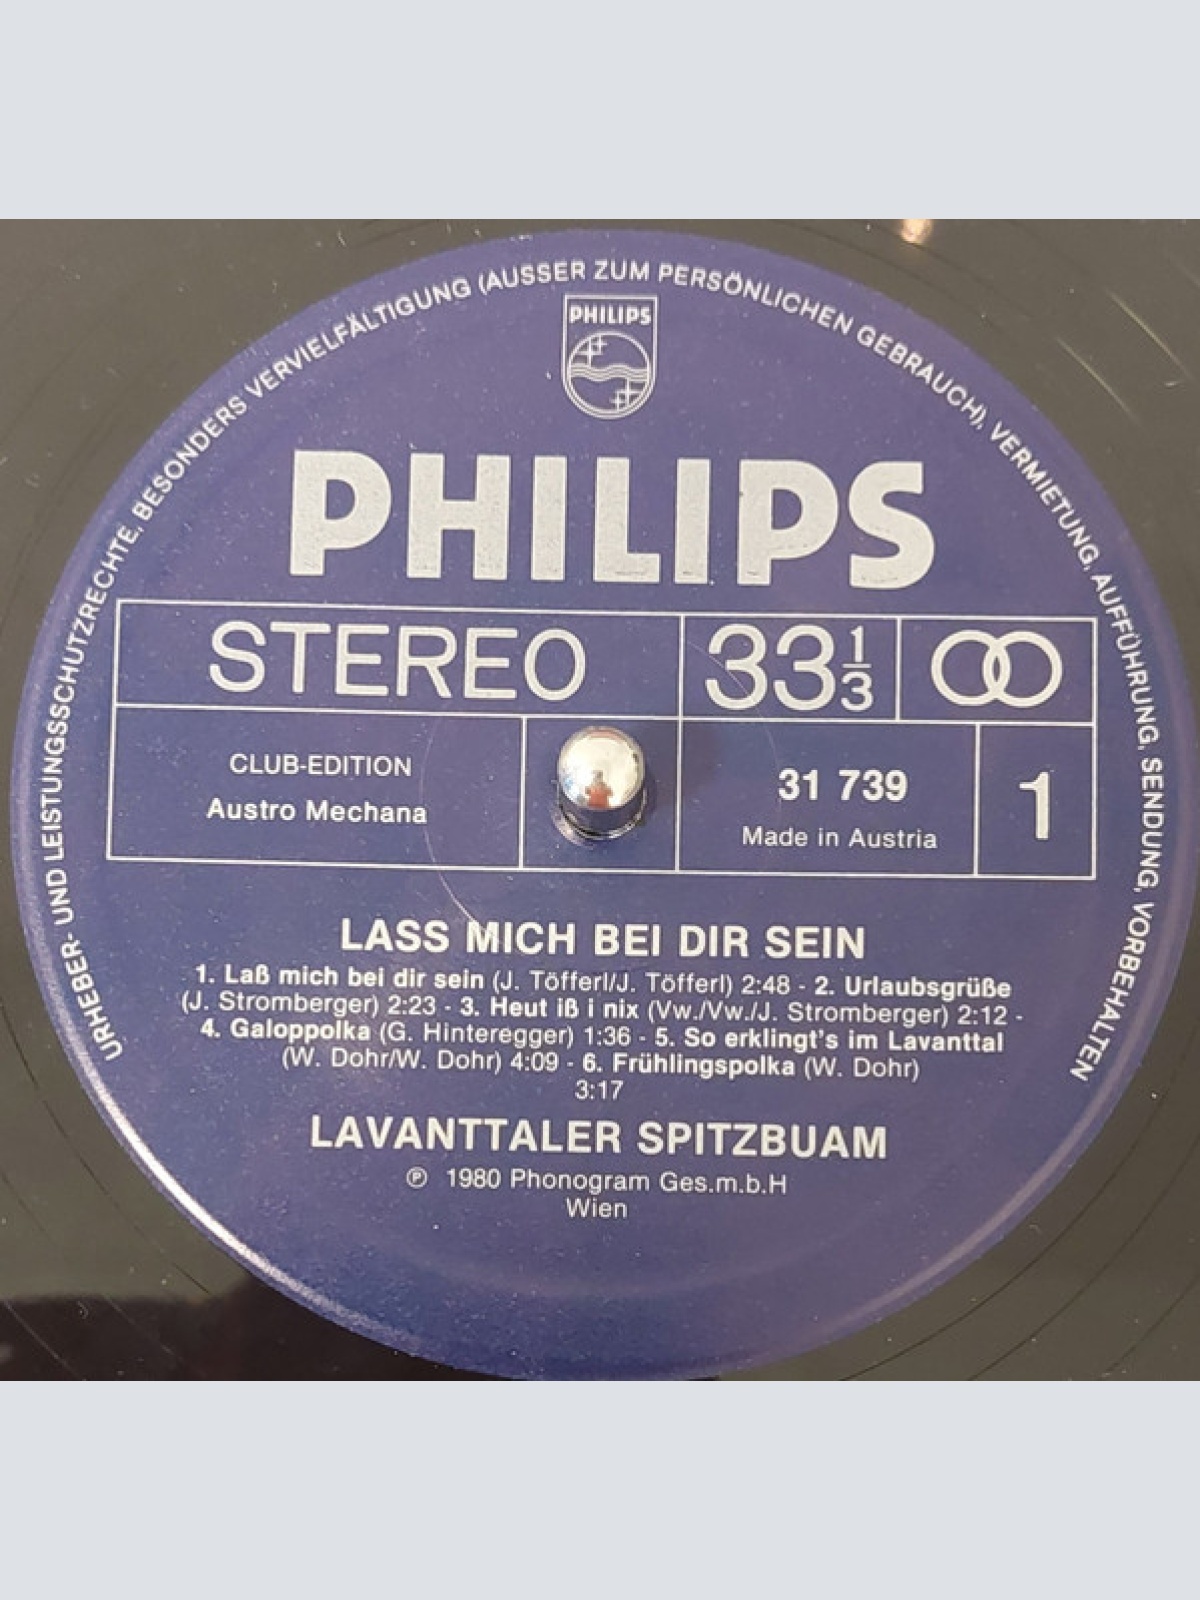 URHEBER- UND LEISTUNGSSCHUTZRECHTE, BESONDERS VERVIELFÄLTIGUNG (AUSSER ZUM PERSÖNLICHEN GEBRAUCH), VERMIETUNG, AUFFÜHRUNG, SENDUNG, VORBEHALTEN
PHILIPS
PHILIPS
STEREO 33 1/3
CLUB-EDITION
Austro Mechana
31 739
Made in Austria
1
LASS MICH BEI DIR SEIN
1. Laß mich bei dir sein (J. Töfferl/J. Töfferl) 2:48 - 2. Urlaubsgrüße
(J. Stromberger) 2:23 - 3. Heut iß i nix (Vw./Vw./J. Stromberger) 2:12 -
4. Galoppolka (G. Hinteregger) 1:36 - 5. So erklingt's im Lavanttal
(W. Dohr/W. Dohr) 4:09 - 6. Frühlingspolka (W. Dohr)
3:17
LAVANTTALER SPITZBUAM
℗ 1980 Phonogram Ges.m.b.H
Wien